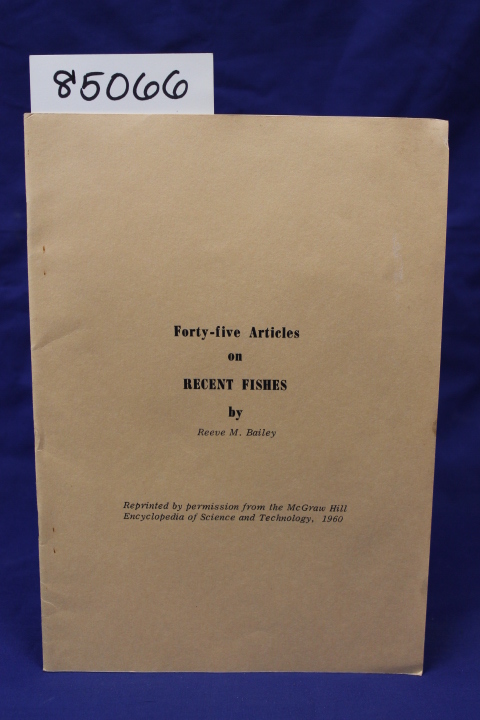 85066
Forty-five Articles
on
RECENT FISHES
by
Reeve M. Bailey
Reprinted by permission from the McGraw Hill
Encyclopedia of Science and Technology, 1960